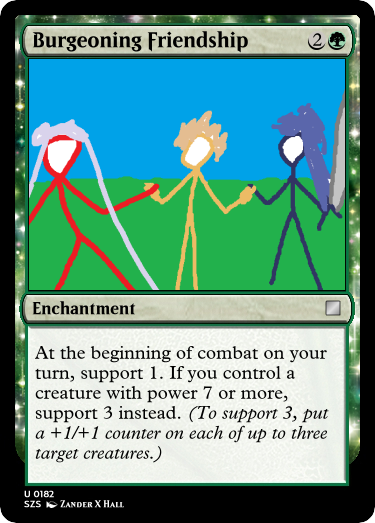 Burgeoning Friendship 2
Enchantment
At the beginning of combat on your
turn, support 1. If you control a
creature with power 7 or more,
support 3 instead. (To support 3, put
a +1/+1 counter on each of up to three
target creatures.)
U 0182
SZS Zander X Hall